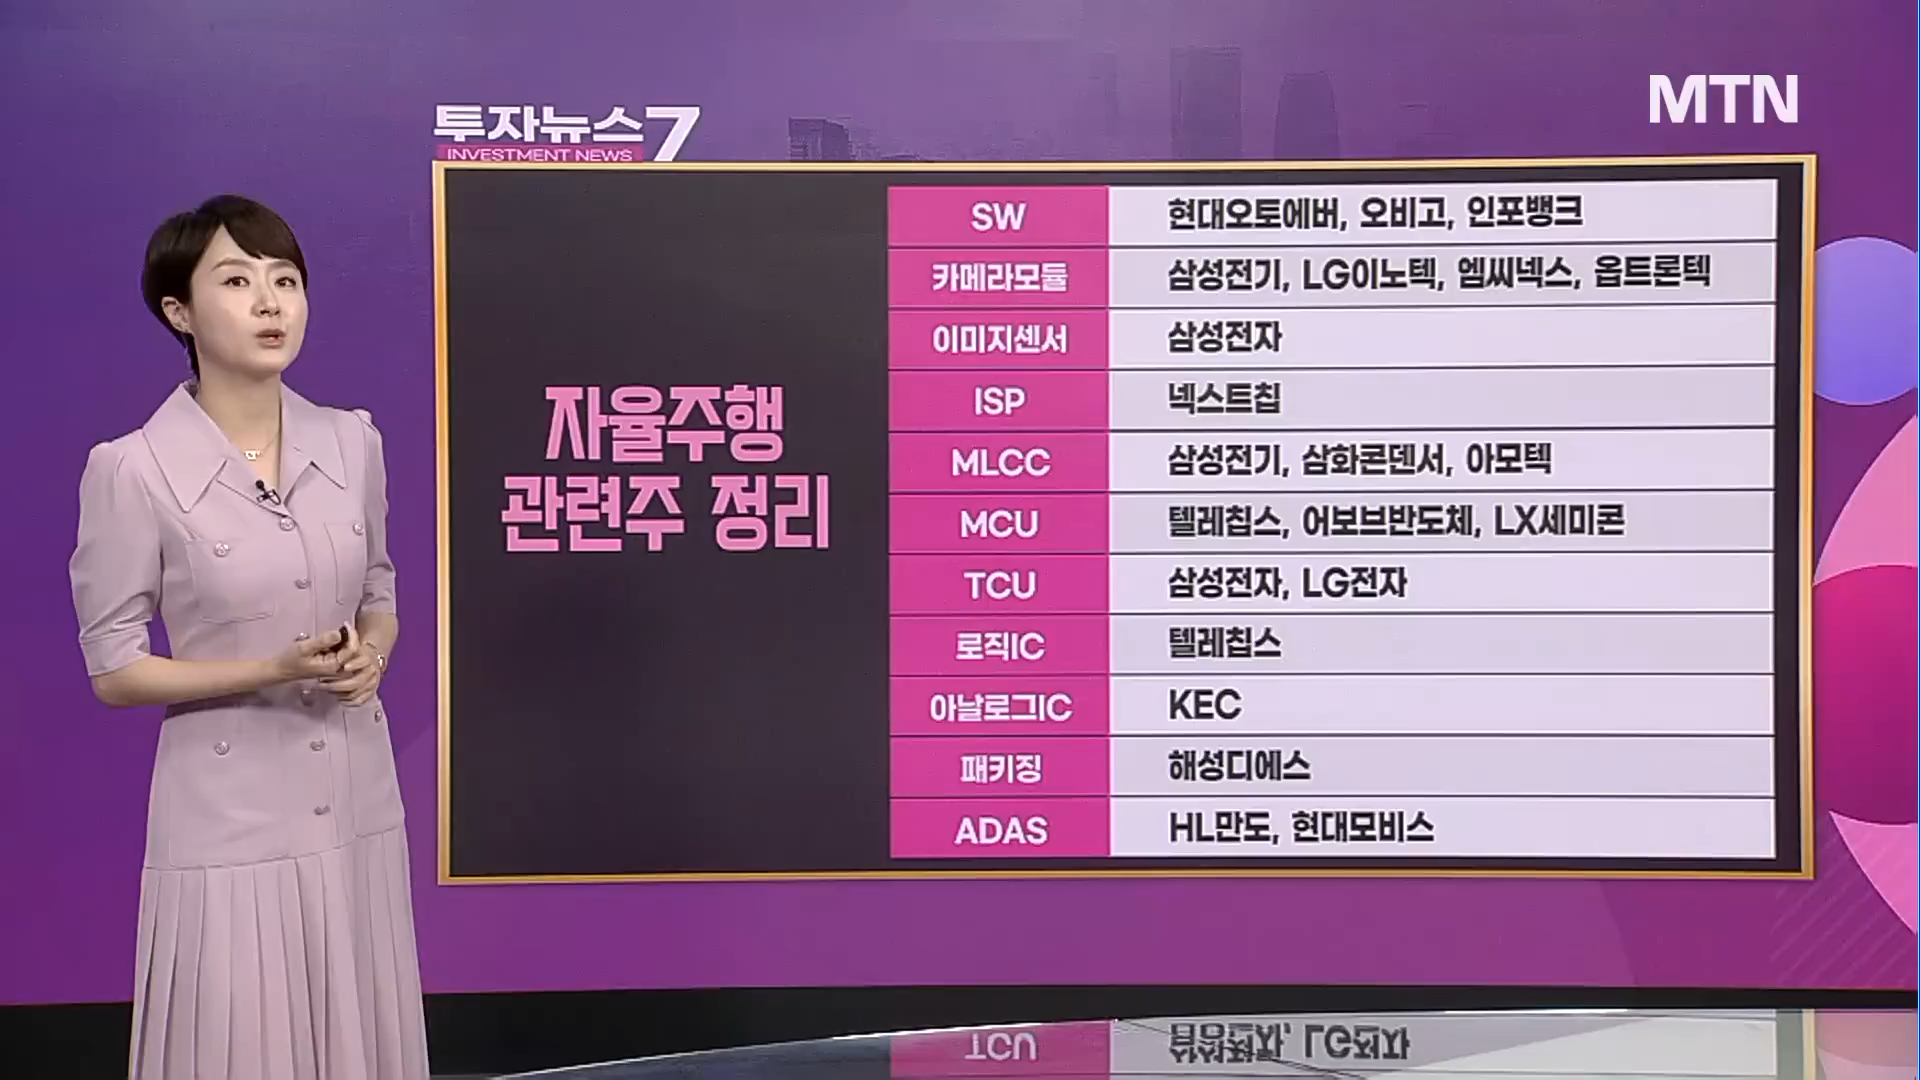 MTN
투자뉴스7
INVESTMENT NEWS
자율주행
관련주 정리
SW 현대오토에버, 오비고, 인포뱅크
카메라모듈 삼성전기, LG이노텍, 엠씨넥스, 옵트론텍
이미지센서 삼성전자
ISP 넥스트칩
MLCC 삼성전기, 삼화콘덴서, 아모텍
MCU 텔레칩스, 어보브반도체, LX세미콘
TCU 삼성전자, LG전자
로직IC 텔레칩스
아날로그IC KEC
패키징 해성디에스
ADAS HL만도, 현대모비스